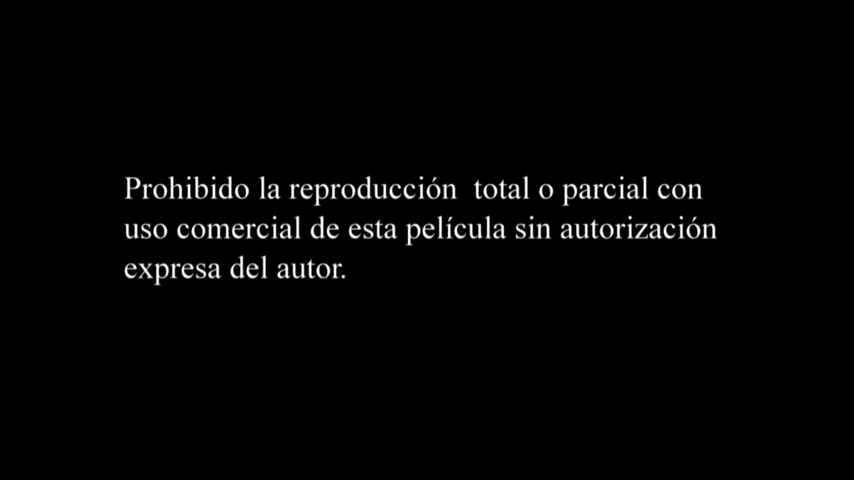 Prohibido la reproducción  total o parcial con
uso comercial de esta película sin autorización
expresa del autor.